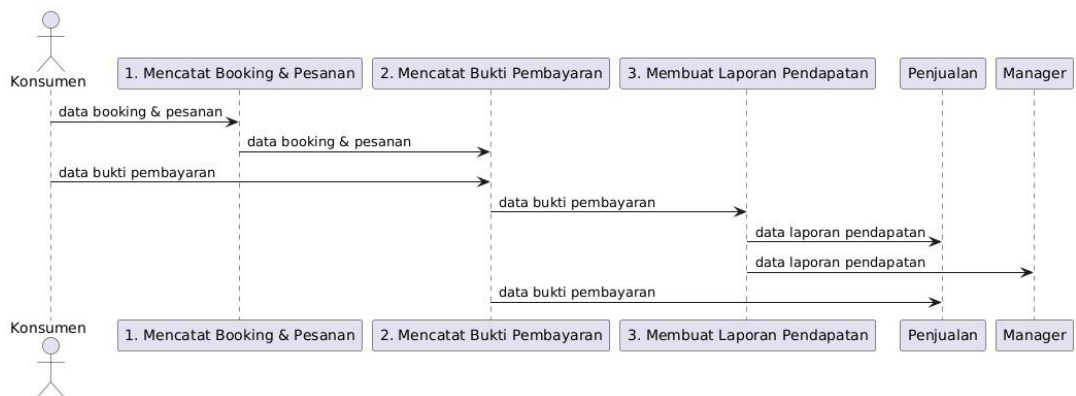 Konsumen
1. Mencatat Booking & Pesanan
2. Mencatat Bukti Pembayaran
3. Membuat Laporan Pendapatan
Penjualan
Manager
data booking & pesanan
data booking & pesanan
data bukti pembayaran
data bukti pembayaran
data laporan pendapatan
data laporan pendapatan
data bukti pembayaran
Konsumen
1. Mencatat Booking & Pesanan
2. Mencatat Bukti Pembayaran
3. Membuat Laporan Pendapatan
Penjualan
Manager